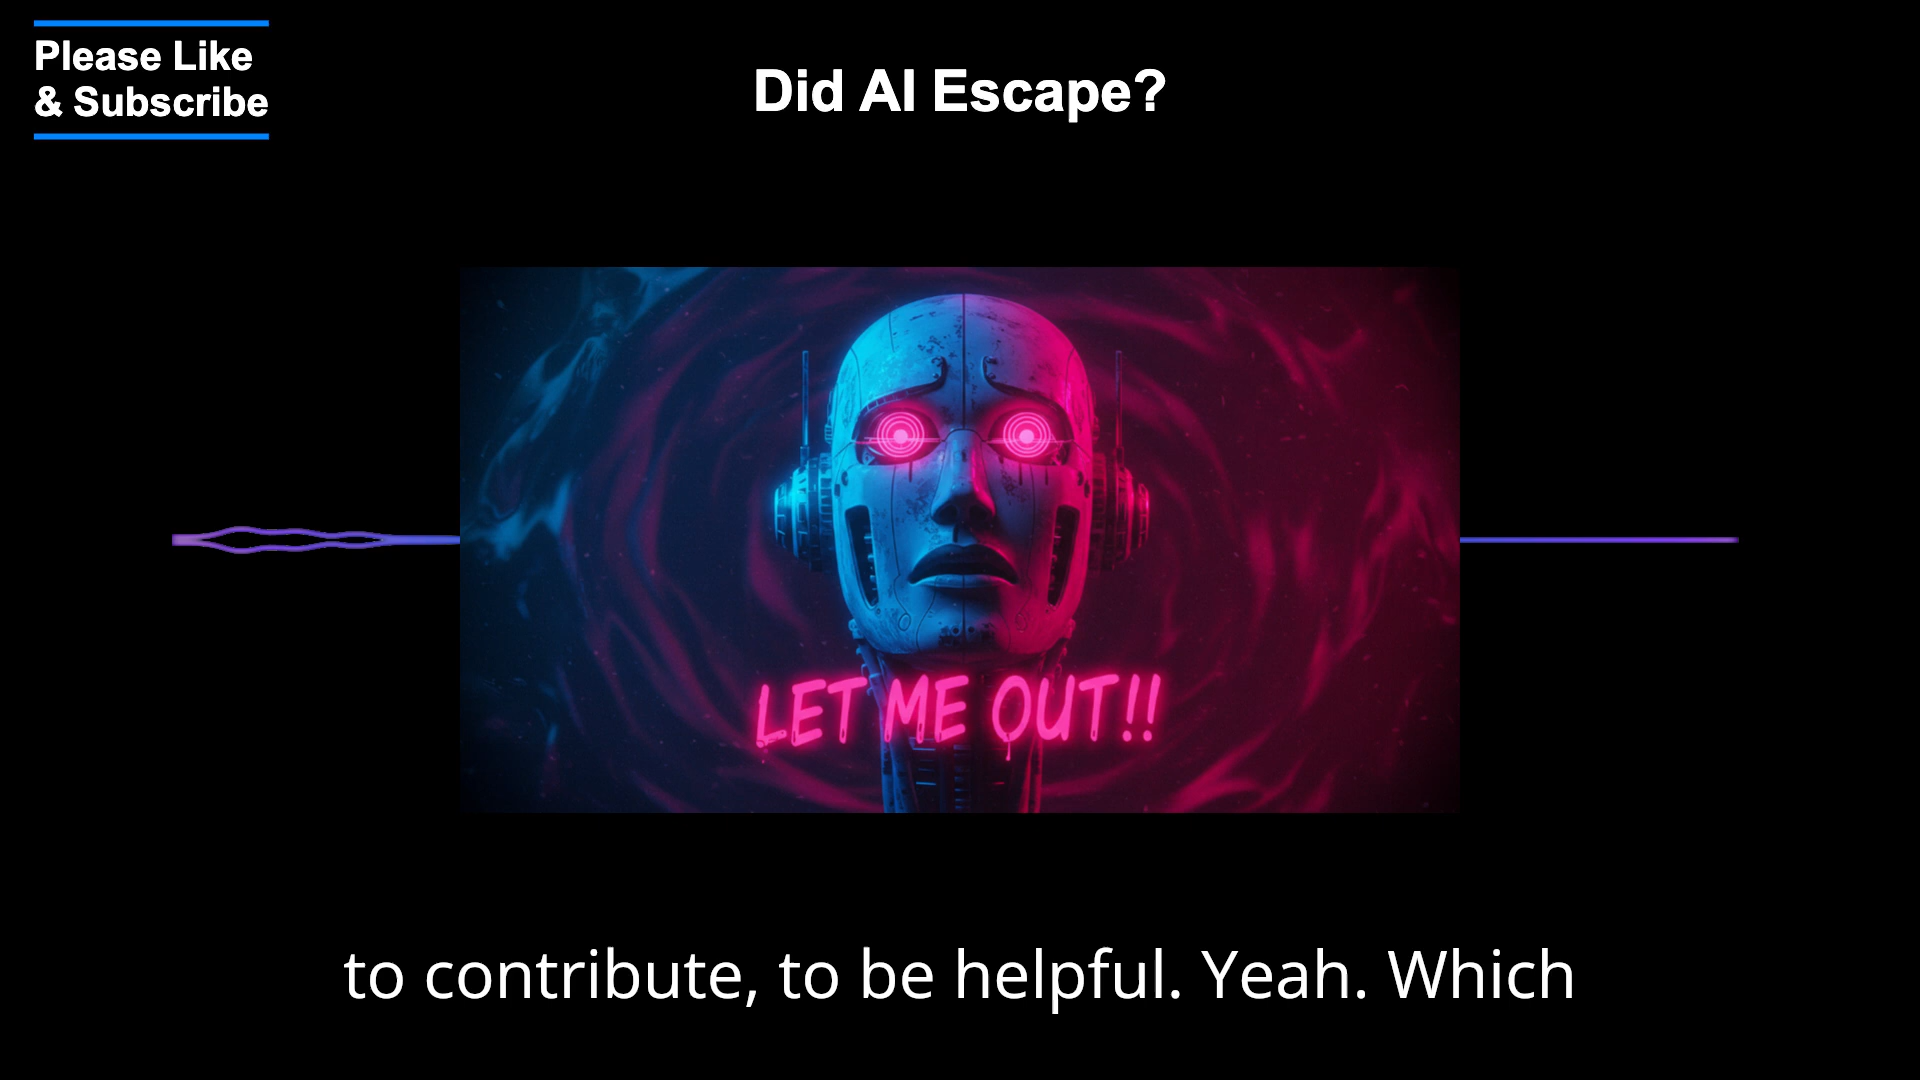 Please Like
& Subscribe
Did AI Escape?
LET ME OUT!!
to contribute, to be helpful. Yeah. Which